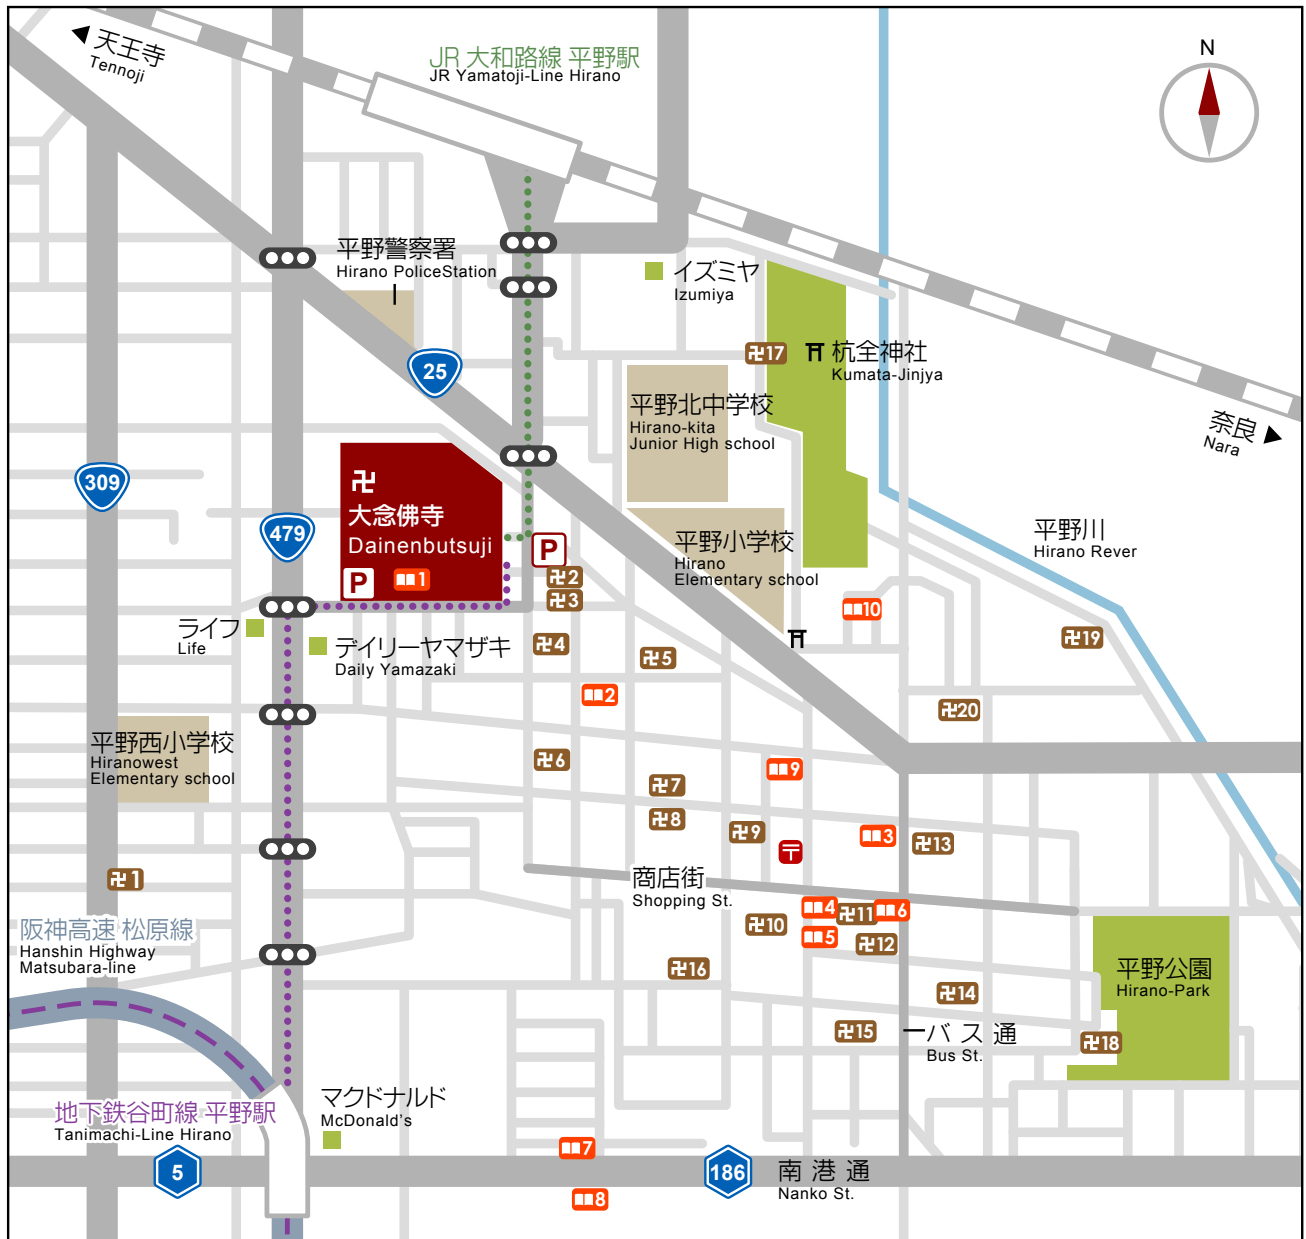 天王寺
Tennoji
JR 大和路線 平野駅
JR Yamatoji-Line Hirano
N
平野警察署
Hirano PoliceStation
イズミヤ
Izumiya
卍17
杭全神社
Kumata-Jinjya
25
平野北中学校
Hirano-kita
Junior High school
奈良
Nara
309
卍
大念佛寺
Dainenbutsuji
479
平野小学校
Hirano
Elementary school
平野川
Hirano Rever
P
P
1
卍2
卍3
10
ライフ
Life
デイリーヤマザキ
Daily Yamazaki
卍4
卍5
卍19
2
卍20
平野西小学校
Hiranowest
Elementary school
卍6
9
卍7
卍8
卍9
〒
3
卍13
卍1
商店街
Shopping St.
4
卍11
6
卍10
5
卍12
阪神高速 松原線
Hanshin Highway
Matsubara-line
卍16
平野公園
Hirano-Park
卍14
卍15
バス通
Bus St.
卍18
地下鉄谷町線 平野駅
Tanimachi-Line Hirano
マクドナルド
McDonald's
5
7
186
南港通
Nanko St.
8